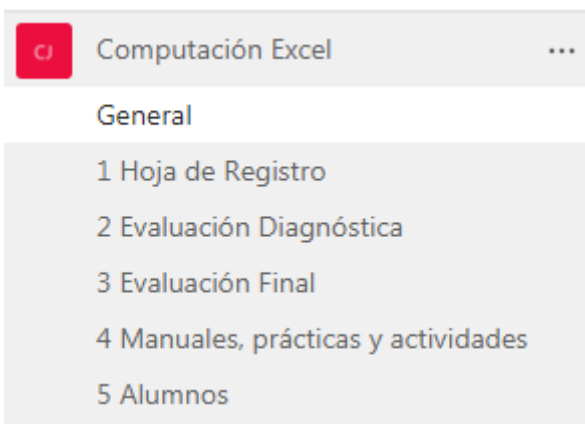 CJ Computación Excel ...
General
1 Hoja de Registro
2 Evaluación Diagnóstica
3 Evaluación Final
4 Manuales, prácticas y actividades
5 Alumnos